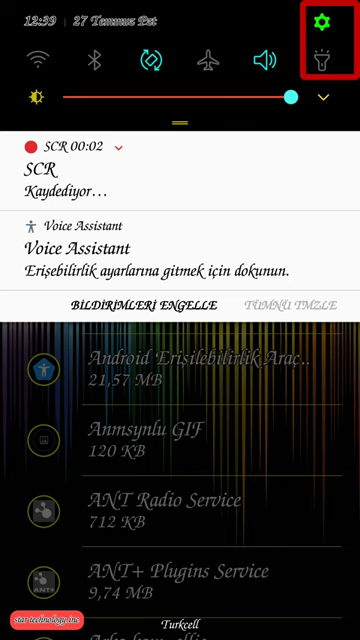 12:39 | 27 Temmuz Per
SCR 00:02
SCR
Kaydediyor...
Voice Assistant
Voice Assistant
Erişebilirlik ayarlarına gitmek için dokunun.
BİLDİRİMLERİ ENGELLE TÜMNÜ TMZLE
Android Erişilebilirlik Araç..
21,57 MB
Anmsynlu GIF
120 KB
ANT Radio Service
712 KB
ANT+
ANT+ Plugins Service
9,74 MB
star technology inc
Turkcell